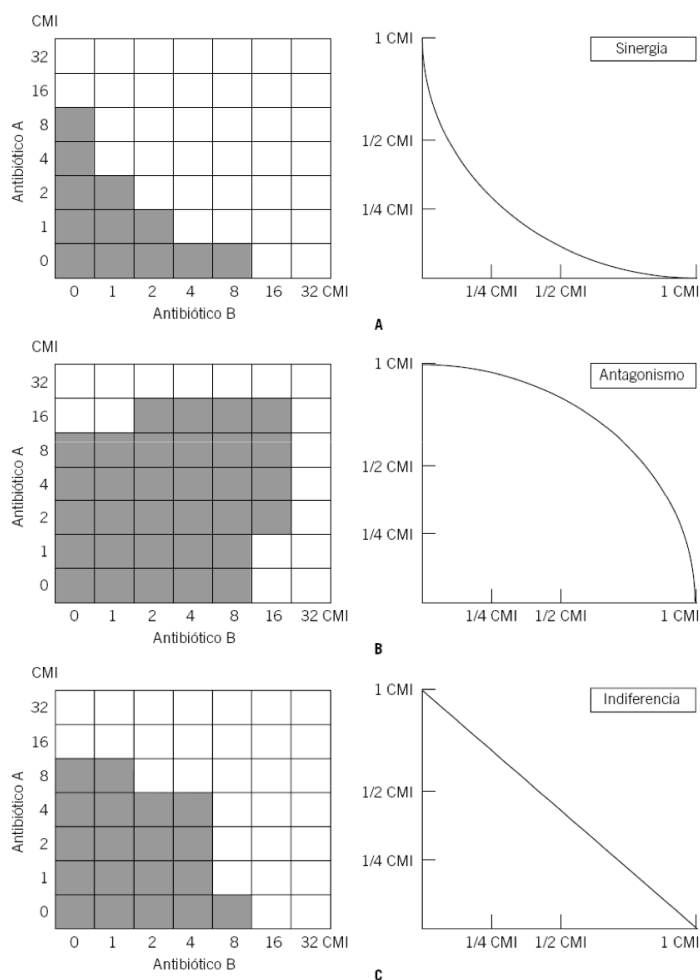 CMI
32
16
8
4
2
1
0
Antibiótico A
0 1 2 4 8 16 32 CMI
Antibiótico B
1 CMI
1/2 CMI
1/4 CMI
Sinergia
1/4 CMI 1/2 CMI 1 CMI
A
CMI
32
16
8
4
2
1
0
Antibiótico A
0 1 2 4 8 16 32 CMI
Antibiótico B
1 CMI
1/2 CMI
1/4 CMI
Antagonismo
1/4 CMI 1/2 CMI 1 CMI
B
CMI
32
16
8
4
2
1
0
Antibiótico A
0 1 2 4 8 16 32 CMI
Antibiótico B
1 CMI
1/2 CMI
1/4 CMI
Indiferencia
1/4 CMI 1/2 CMI 1 CMI
C